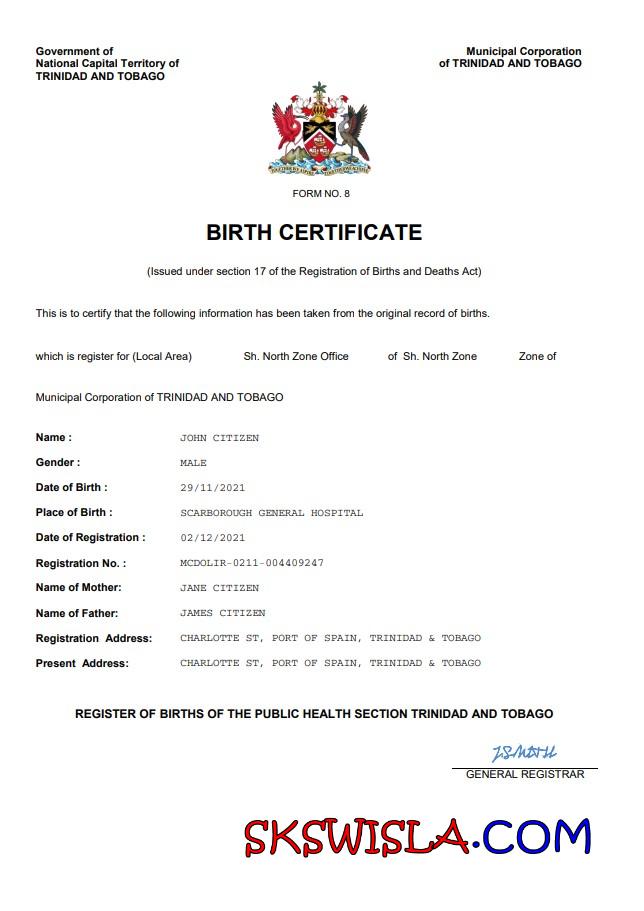 Government of
National Capital Territory of
TRINIDAD AND TOBAGO
Municipal Corporation
of TRINIDAD AND TOBAGO
FORM NO. 8
BIRTH CERTIFICATE
(Issued under section 17 of the Registration of Births and Deaths Act)
This is to certify that the following information has been taken from the original record of births.
which is register for (Local Area) Sh. North Zone Office of Sh. North Zone Zone of
Municipal Corporation of TRINIDAD AND TOBAGO
Name : JOHN CITIZEN
Gender : MALE
Date of Birth : 29/11/2021
Place of Birth : SCARBOROUGH GENERAL HOSPITAL
Date of Registration : 02/12/2021
Registration No. : MCDOLIR-0211-004409247
Name of Mother: JANE CITIZEN
Name of Father: JAMES CITIZEN
Registration Address: CHARLOTTE ST, PORT OF SPAIN, TRINIDAD & TOBAGO
Present Address: CHARLOTTE ST, PORT OF SPAIN, TRINIDAD & TOBAGO
REGISTER OF BIRTHS OF THE PUBLIC HEALTH SECTION TRINIDAD AND TOBAGO
GENERAL REGISTRAR
SKSWISLA.COM